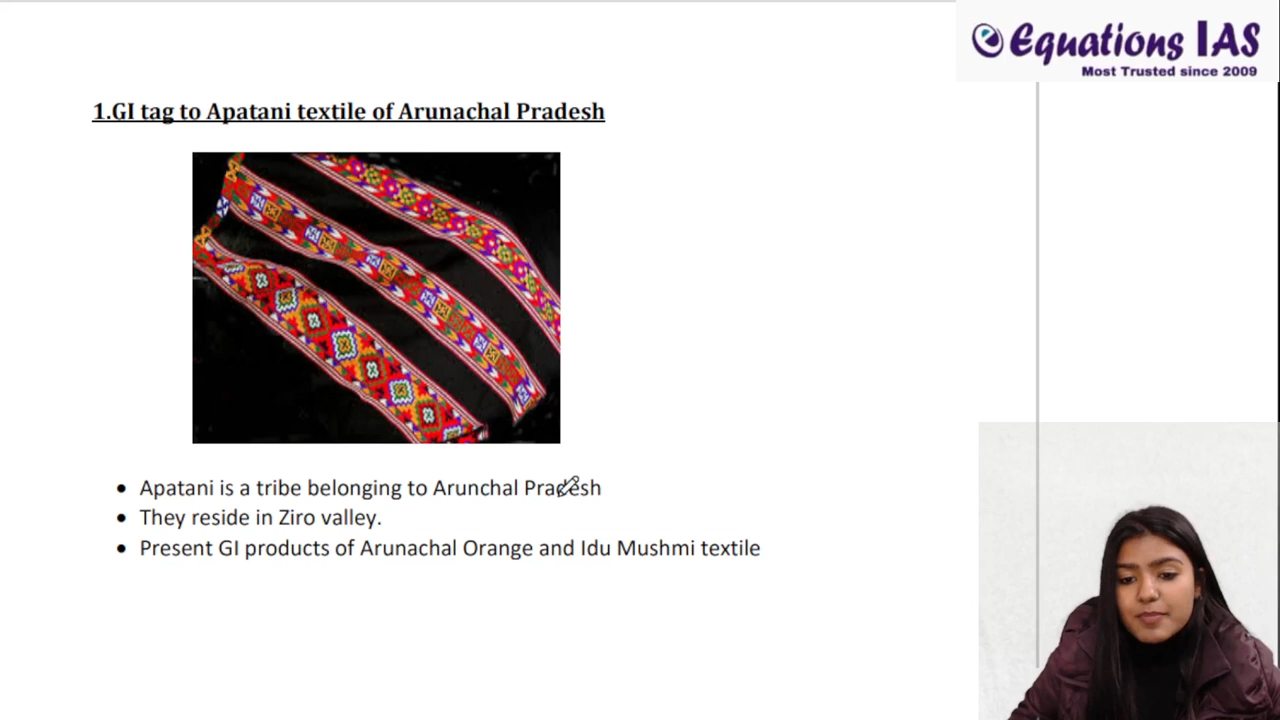 Equations IAS
Most Trusted since 2009
1.GI tag to Apatani textile of Arunachal Pradesh
• Apatani is a tribe belonging to Arunchal Pradesh
• They reside in Ziro valley.
• Present GI products of Arunachal Orange and Idu Mushmi textile